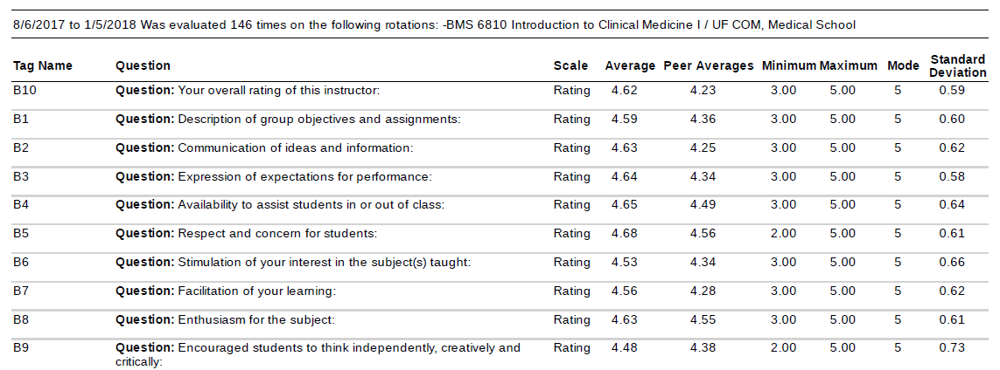 8/6/2017 to 1/5/2018 Was evaluated 146 times on the following rotations: -BMS 6810 Introduction to Clinical Medicine I / UF COM, Medical School
Tag Name Question Scale Average Peer Averages Minimum Maximum Mode Standard Deviation
B10 Question: Your overall rating of this instructor: Rating 4.62 4.23 3.00 5.00 5 0.59
B1 Question: Description of group objectives and assignments: Rating 4.59 4.36 3.00 5.00 5 0.60
B2 Question: Communication of ideas and information: Rating 4.63 4.25 3.00 5.00 5 0.62
B3 Question: Expression of expectations for performance: Rating 4.64 4.34 3.00 5.00 5 0.58
B4 Question: Availability to assist students in or out of class: Rating 4.65 4.49 3.00 5.00 5 0.64
B5 Question: Respect and concern for students: Rating 4.68 4.56 2.00 5.00 5 0.61
B6 Question: Stimulation of your interest in the subject(s) taught: Rating 4.53 4.34 3.00 5.00 5 0.66
B7 Question: Facilitation of your learning: Rating 4.56 4.28 3.00 5.00 5 0.62
B8 Question: Enthusiasm for the subject: Rating 4.63 4.55 3.00 5.00 5 0.61
B9 Question: Encouraged students to think independently, creatively and Rating 4.48 4.38 2.00 5.00 5 0.73
critically: